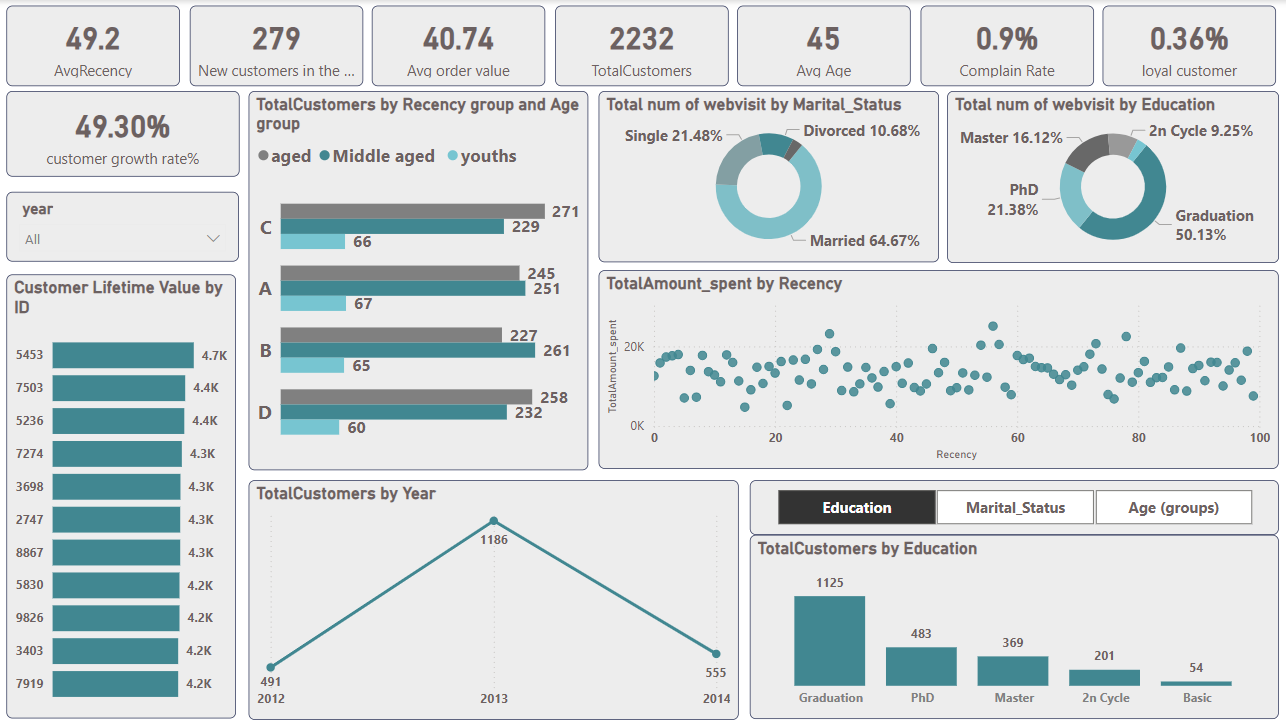 49.2
AvgRecency
279
New customers in the ...
40.74
Avg order value
2232
TotalCustomers
45
Avg Age
0.9%
Complain Rate
0.36%
loyal customer
49.30%
customer growth rate%
year
All
Customer Lifetime Value by
ID
5453 4.7K
7503 4.4K
5236 4.4K
7274 4.3K
3698 4.3K
2747 4.3K
8867 4.3K
5830 4.2K
9826 4.2K
3403 4.2K
7919 4.2K
TotalCustomers by Recency group and Age
group
aged Middle aged youths
C 271
229
66
A 245
251
67
B 227
261
65
D 258
232
60
Total num of webvisit by Marital_Status
Single 21.48%
Divorced 10.68%
Married 64.67%
Total num of webvisit by Education
Master 16.12%
2n Cycle 9.25%
PhD
21.38%
Graduation
50.13%
TotalAmount_spent by Recency
TotalAmount_spent
20K
0K
0 20 40 60 80 100
Recency
TotalCustomers by Year
1186
491
555
2012 2013 2014
Education Marital_Status Age (groups)
TotalCustomers by Education
1125
483
369
201
54
Graduation PhD Master 2n Cycle Basic